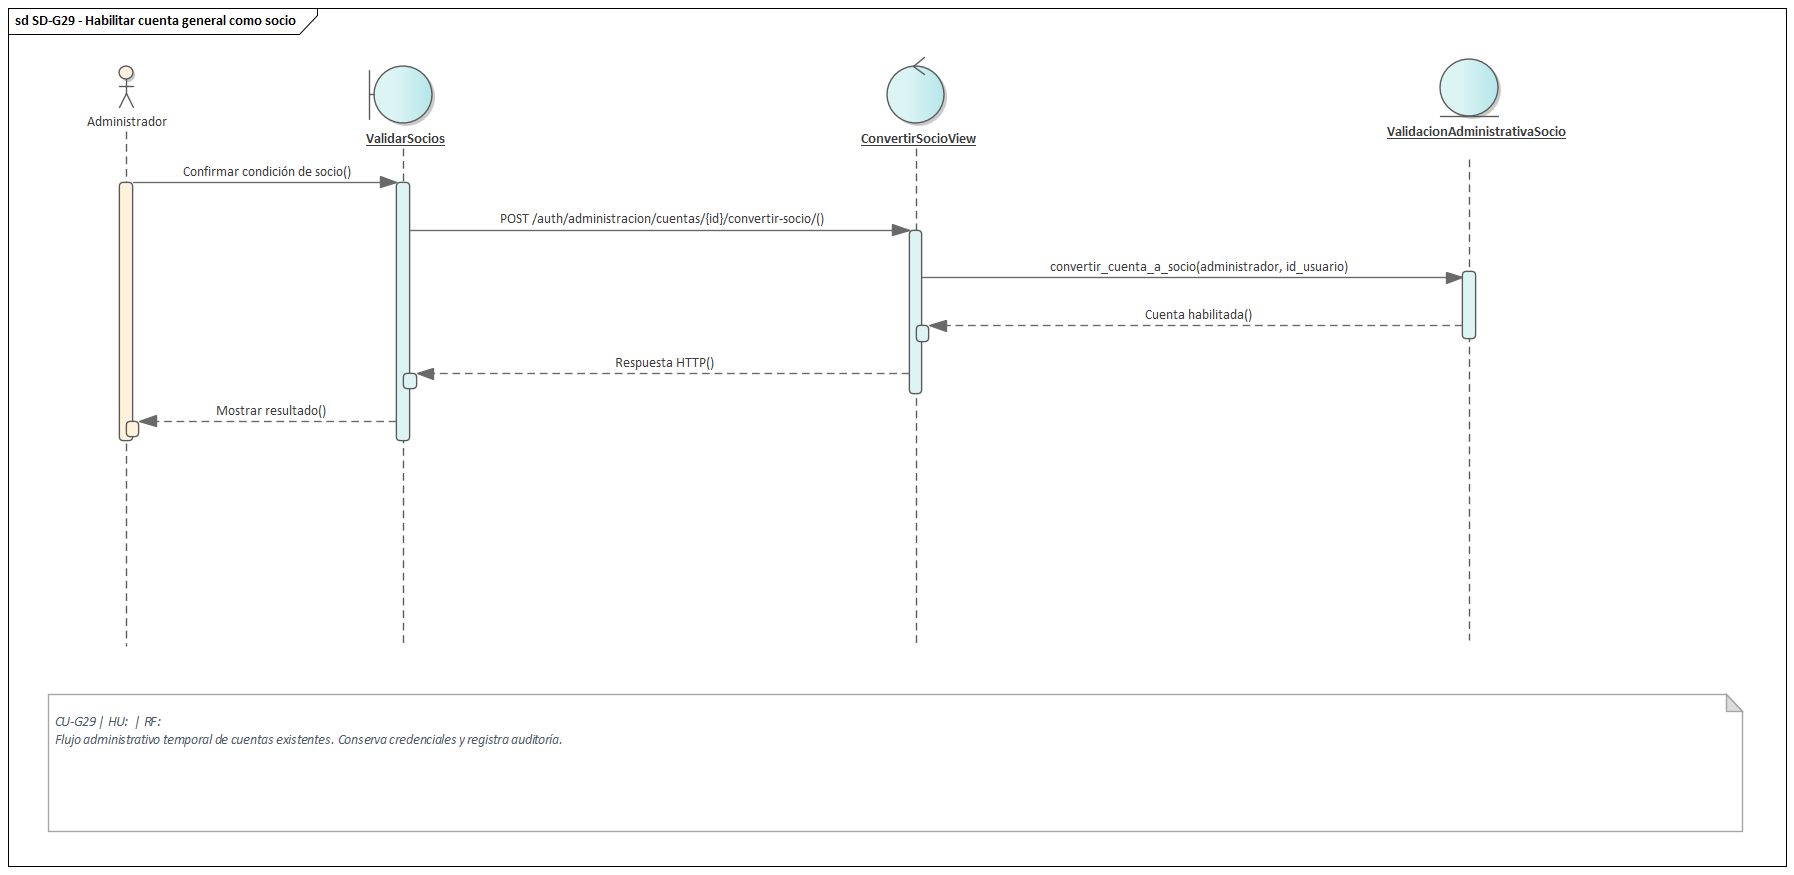 sd SD-G29 - Habilitar cuenta general como socio
Administrador
ValidarSocios
ConvertirSocioView
ValidacionAdministrativaSocio
Confirmar condición de socio()
POST /auth/administracion/cuentas/{id}/convertir-socio/()
convertir_cuenta_a_socio(administrador, id_usuario)
Cuenta habilitada()
Respuesta HTTP()
Mostrar resultado()
CU-G29 | HU:  | RF:
Flujo administrativo temporal de cuentas existentes. Conserva credenciales y registra auditoría.